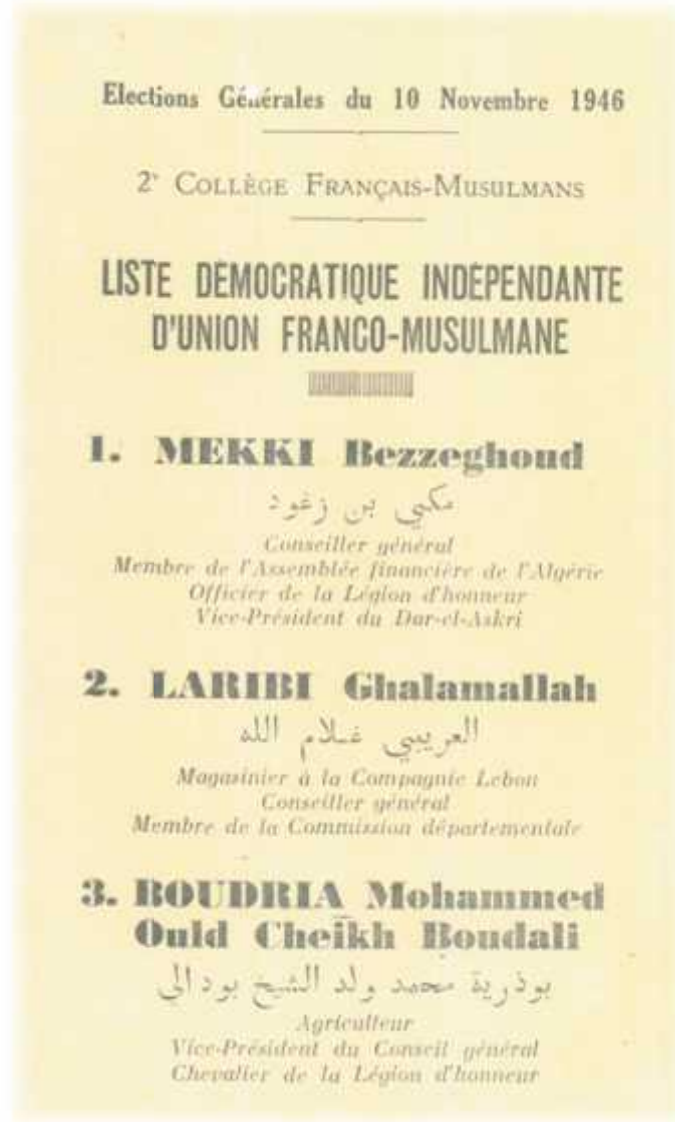 Elections Générales du 10 Novembre 1946
2e COLLÈGE FRANÇAIS-MUSULMANS
LISTE DÉMOCRATIQUE INDÉPENDANTE
D'UNION FRANCO-MUSULMANE
1. MEKKI Bezzeghoud
مكي بن زغود
Conseiller général
Membre de l'Assemblée financière de l'Algérie
Officier de la Légion d'honneur
Vice-Président du Dar-el-Askri
2. LARIBI Ghalamallah
العريبي غلام الله
Magasinier à la Compagnie Lebon
Conseiller général
Membre de la Commission départementale
3. BOUDRIA Mohammed
Ould Cheïkh Boudali
بوذرية محمد ولد الشيخ بودالي
Agriculteur
Vice-Président du Conseil général
Chevalier de la Légion d'honneur